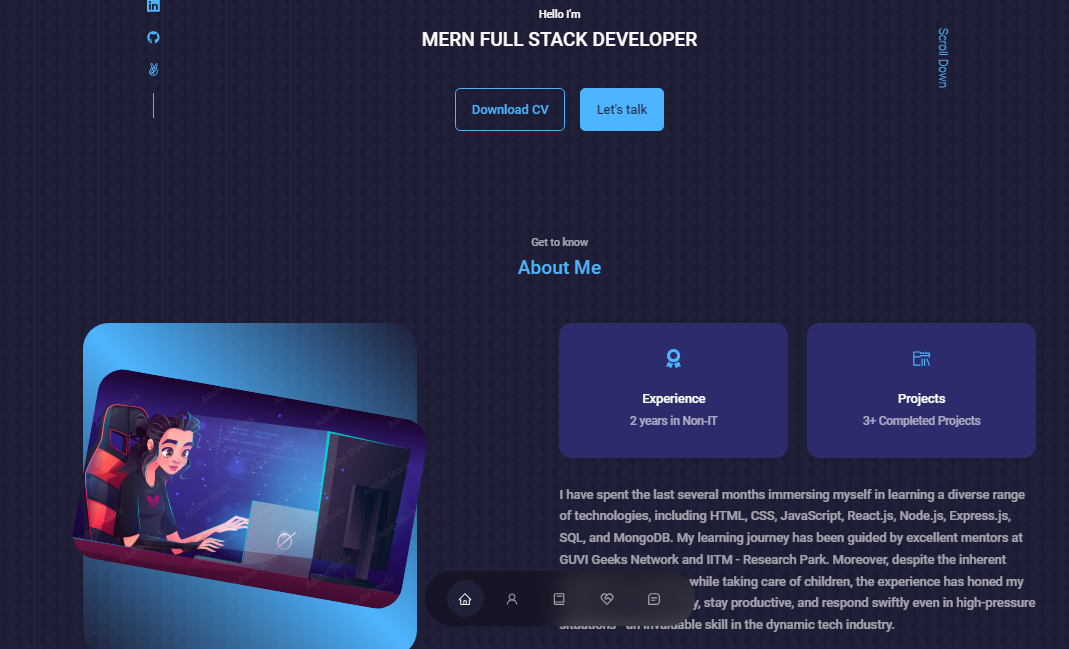 Hello I'm
MERN FULL STACK DEVELOPER
Scroll Down
Download CV
Let's talk
Get to know
About Me
Experience
2 years in Non-IT
Projects
3+ Completed Projects
Adobe Stock
I have spent the last several months immersing myself in learning a diverse range
of technologies, including HTML, CSS, JavaScript, React.js, Node.js, Express.js,
SQL, and MongoDB. My learning journey has been guided by excellent mentors at
GUVI Geeks Network and IITM - Research Park. Moreover, despite the inherent
while taking care of children, the experience has honed my
, stay productive, and respond swiftly even in high-pressure
situations - an invaluable skill in the dynamic tech industry.